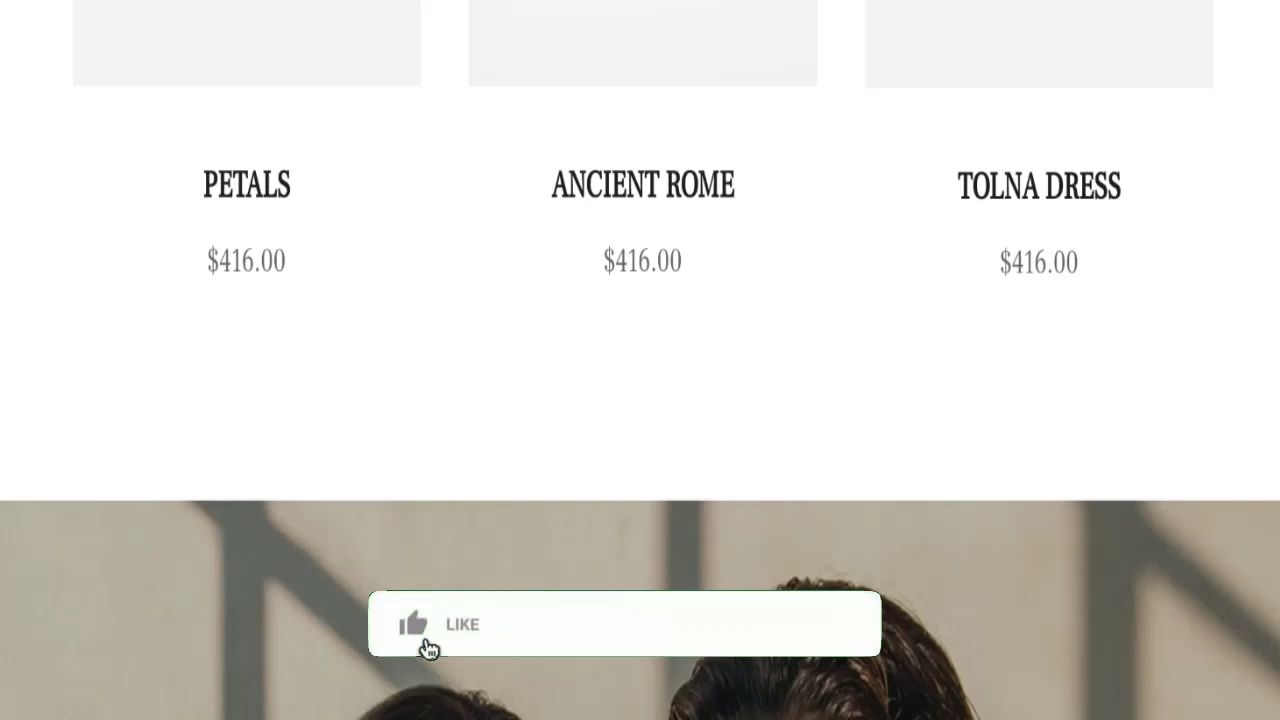 PETALS
ANCIENT ROME
TOLNA DRESS
$416.00
$416.00
$416.00
LIKE